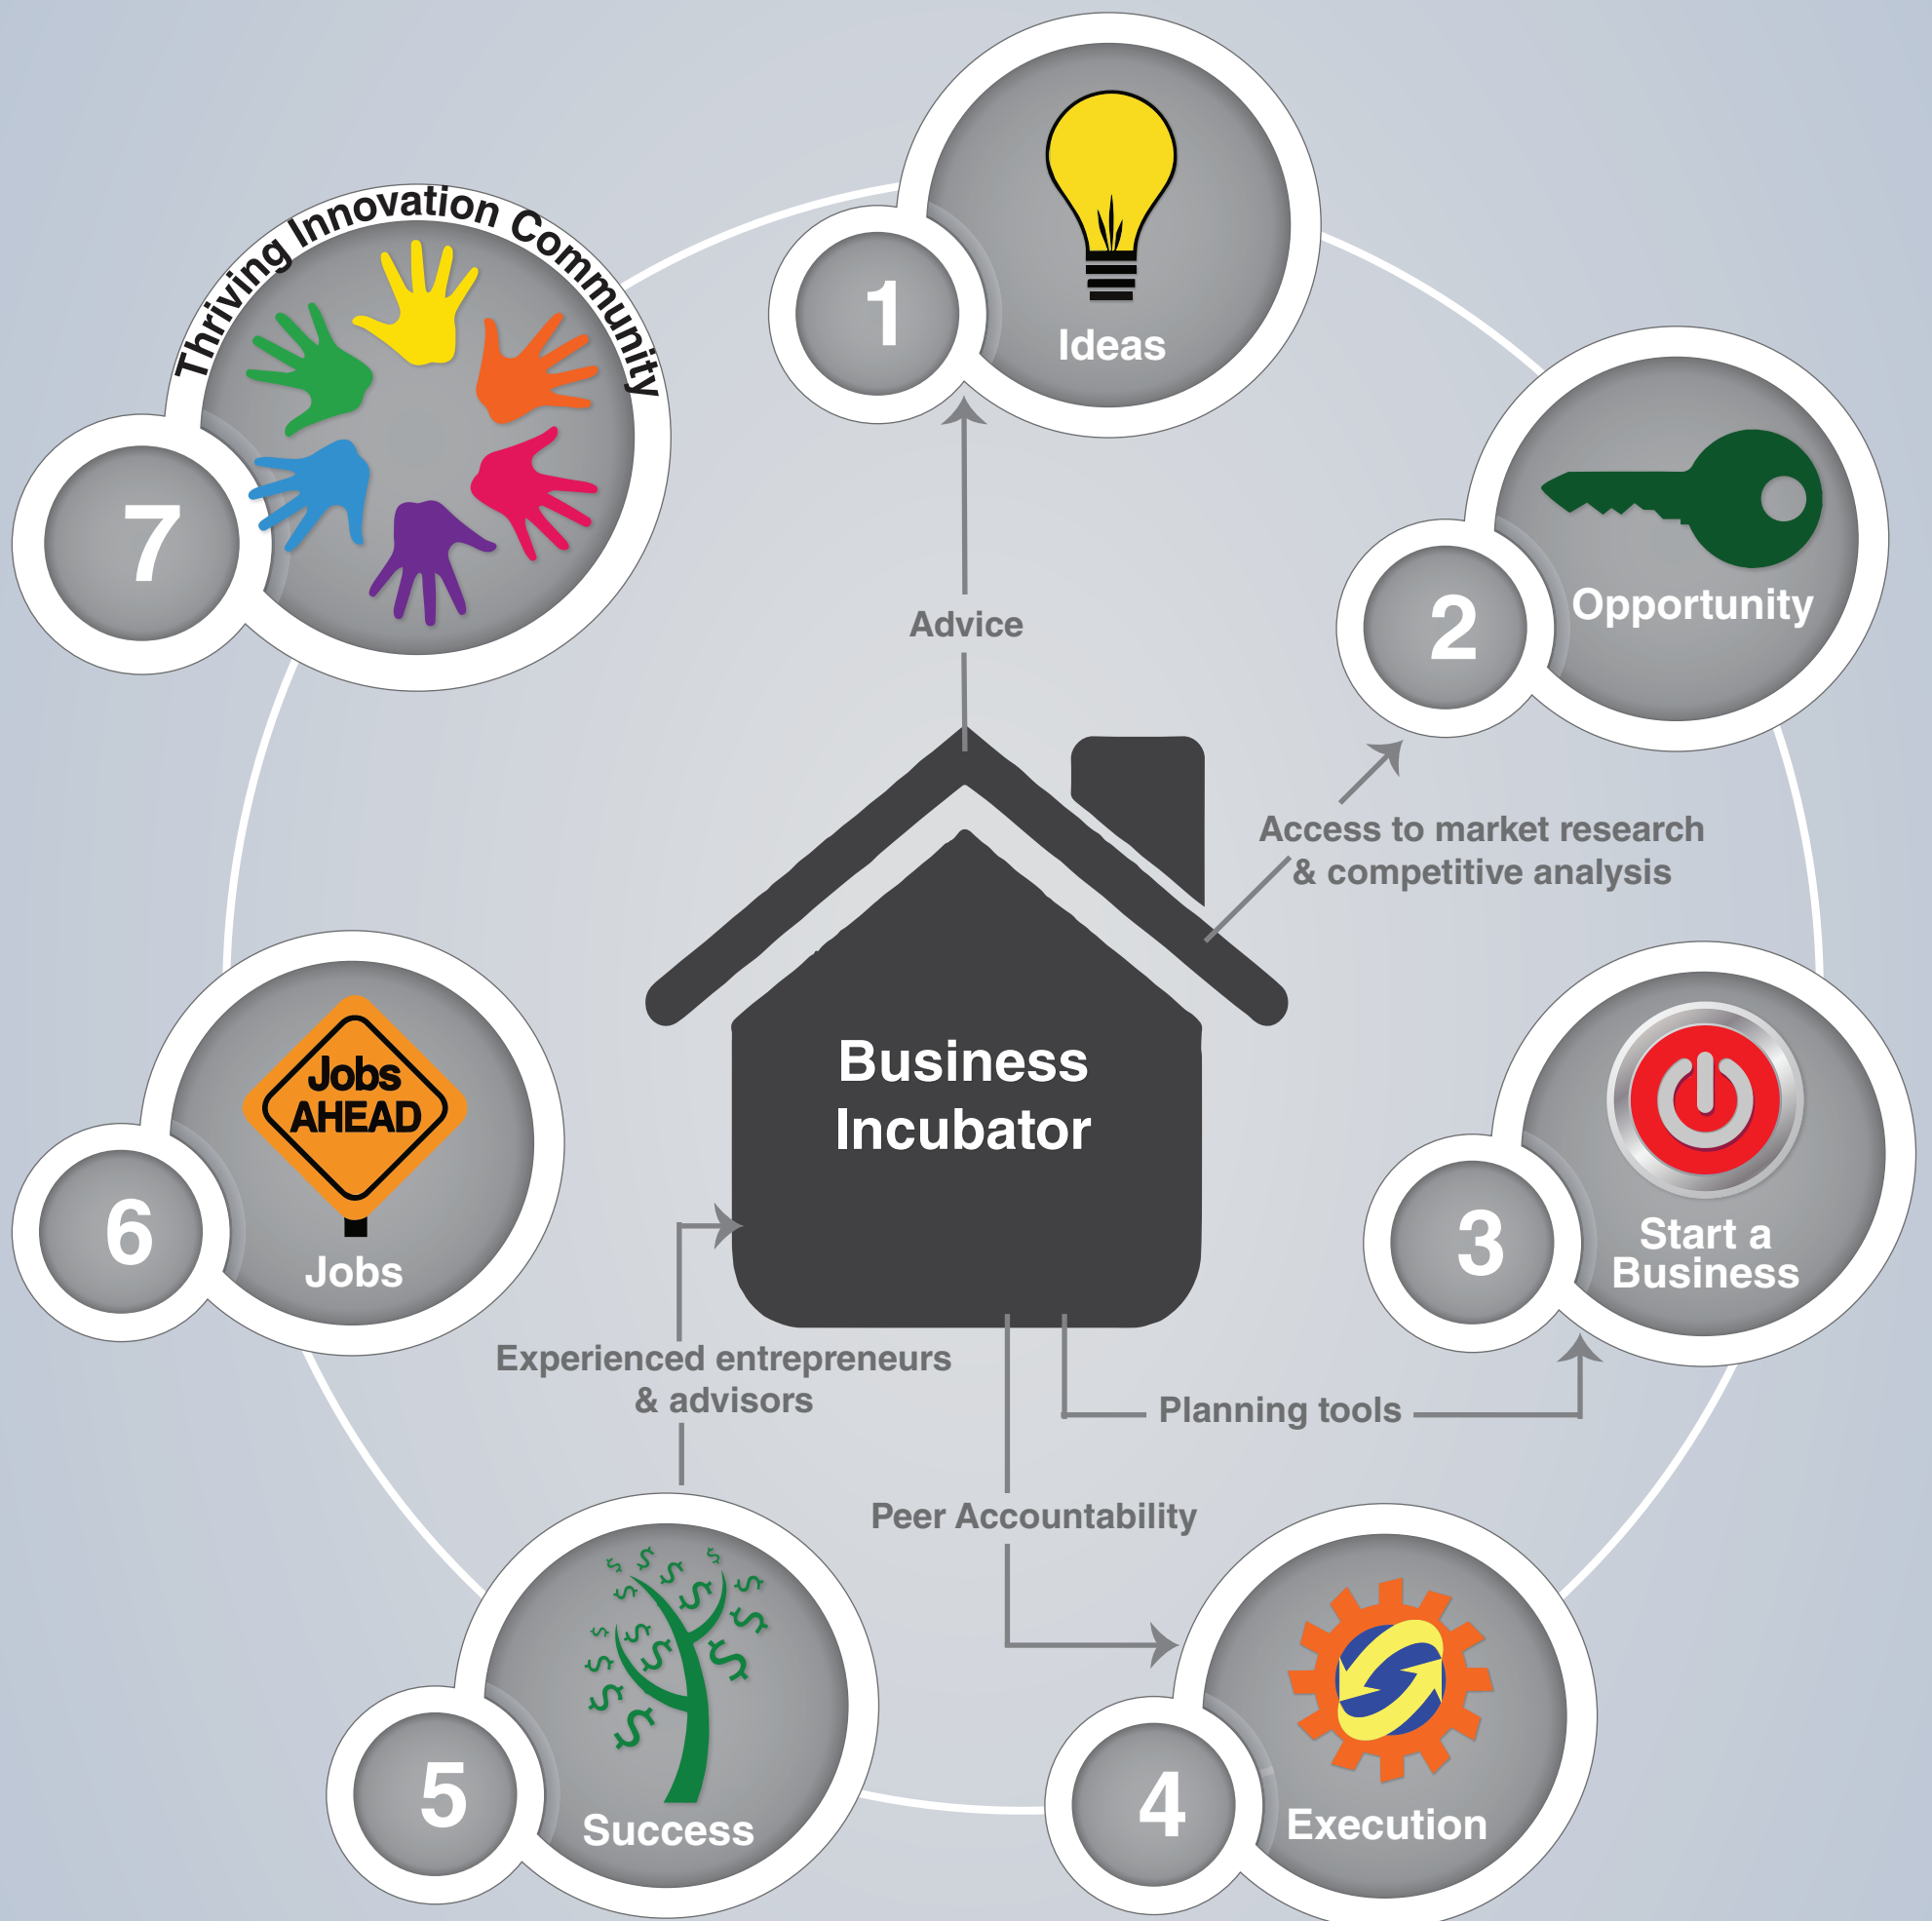 1
Ideas
2
Opportunity
3
Start a
Business
4
Execution
5
Success
6
Jobs
AHEAD
Jobs
7
Thriving Innovation Community
Business
Incubator
Advice
Access to market research
& competitive analysis
Planning tools
Peer Accountability
Experienced entrepreneurs
& advisors